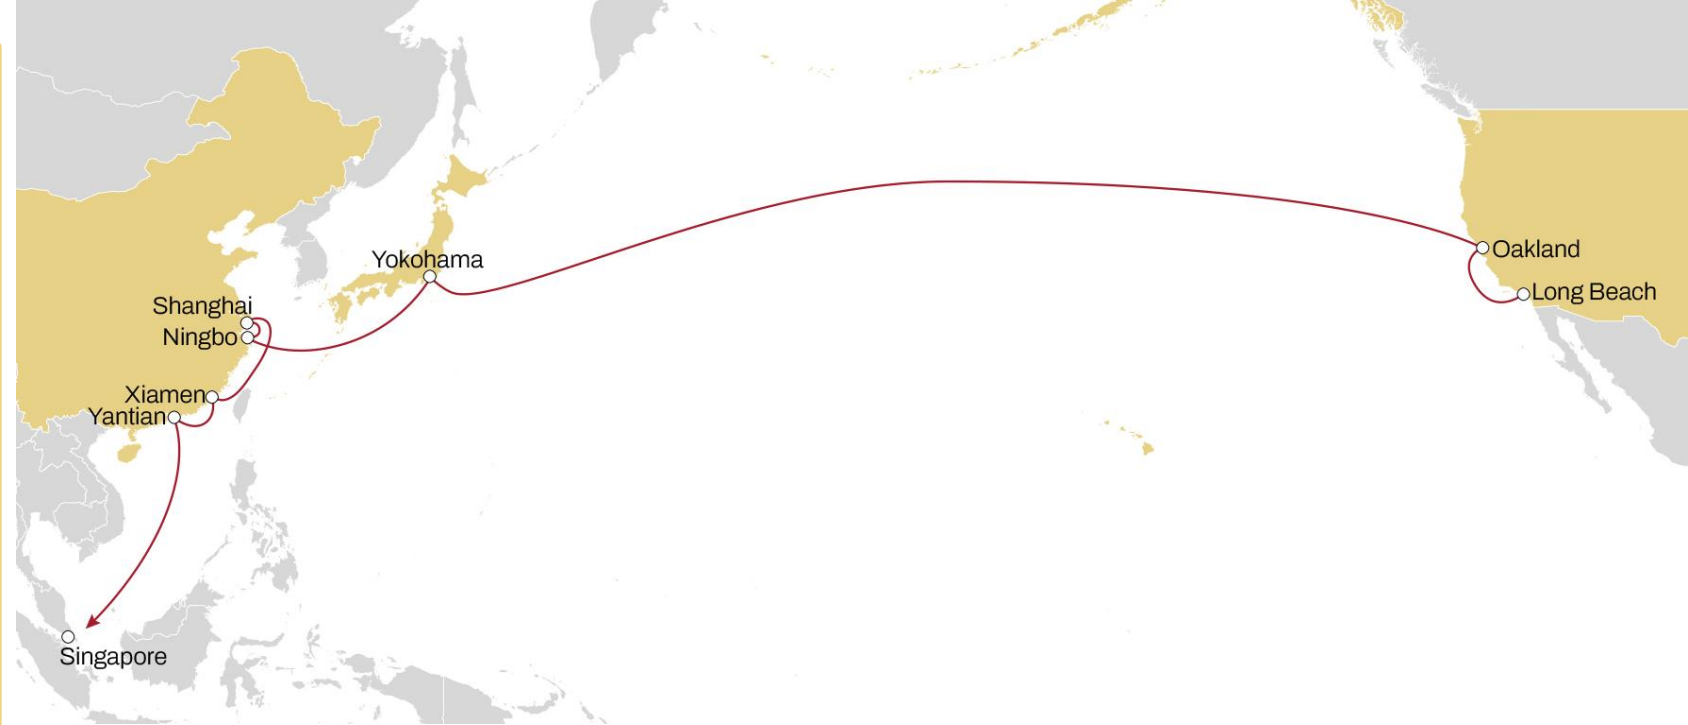 Yokohama
Oakland
Long Beach
Shanghai
Ningbo
Xiamen
Yantian
Singapore